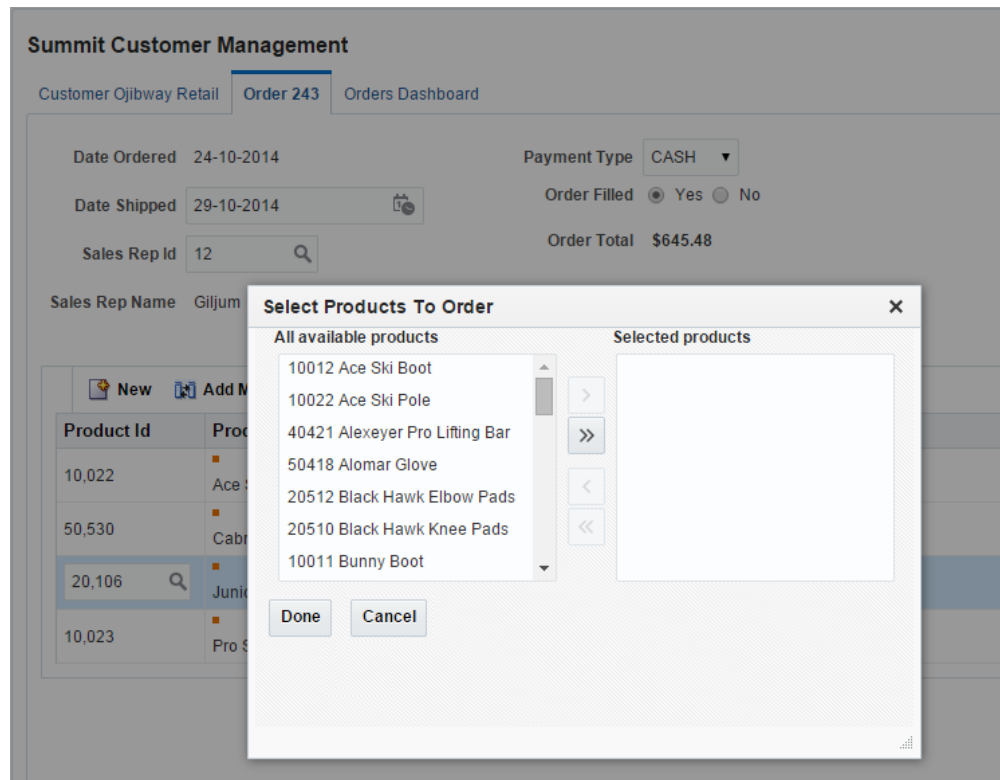 Summit Customer Management
Customer Ojibway Retail Order 243 Orders Dashboard
Date Ordered 24-10-2014 Payment Type CASH
Date Shipped 29-10-2014 Order Filled Yes No
Sales Rep Id 12 Order Total $645.48
Sales Rep Name Giljum
Select Products To Order
All available products Selected products
10012 Ace Ski Boot
10022 Ace Ski Pole
40421 Alexeyer Pro Lifting Bar
50418 Alomar Glove
20512 Black Hawk Elbow Pads
20510 Black Hawk Knee Pads
10011 Bunny Boot
Done Cancel
New Add M
Product Id Prod
10,022 Ace
50,530 Cabr
20,106 Junio
10,023 Pro S